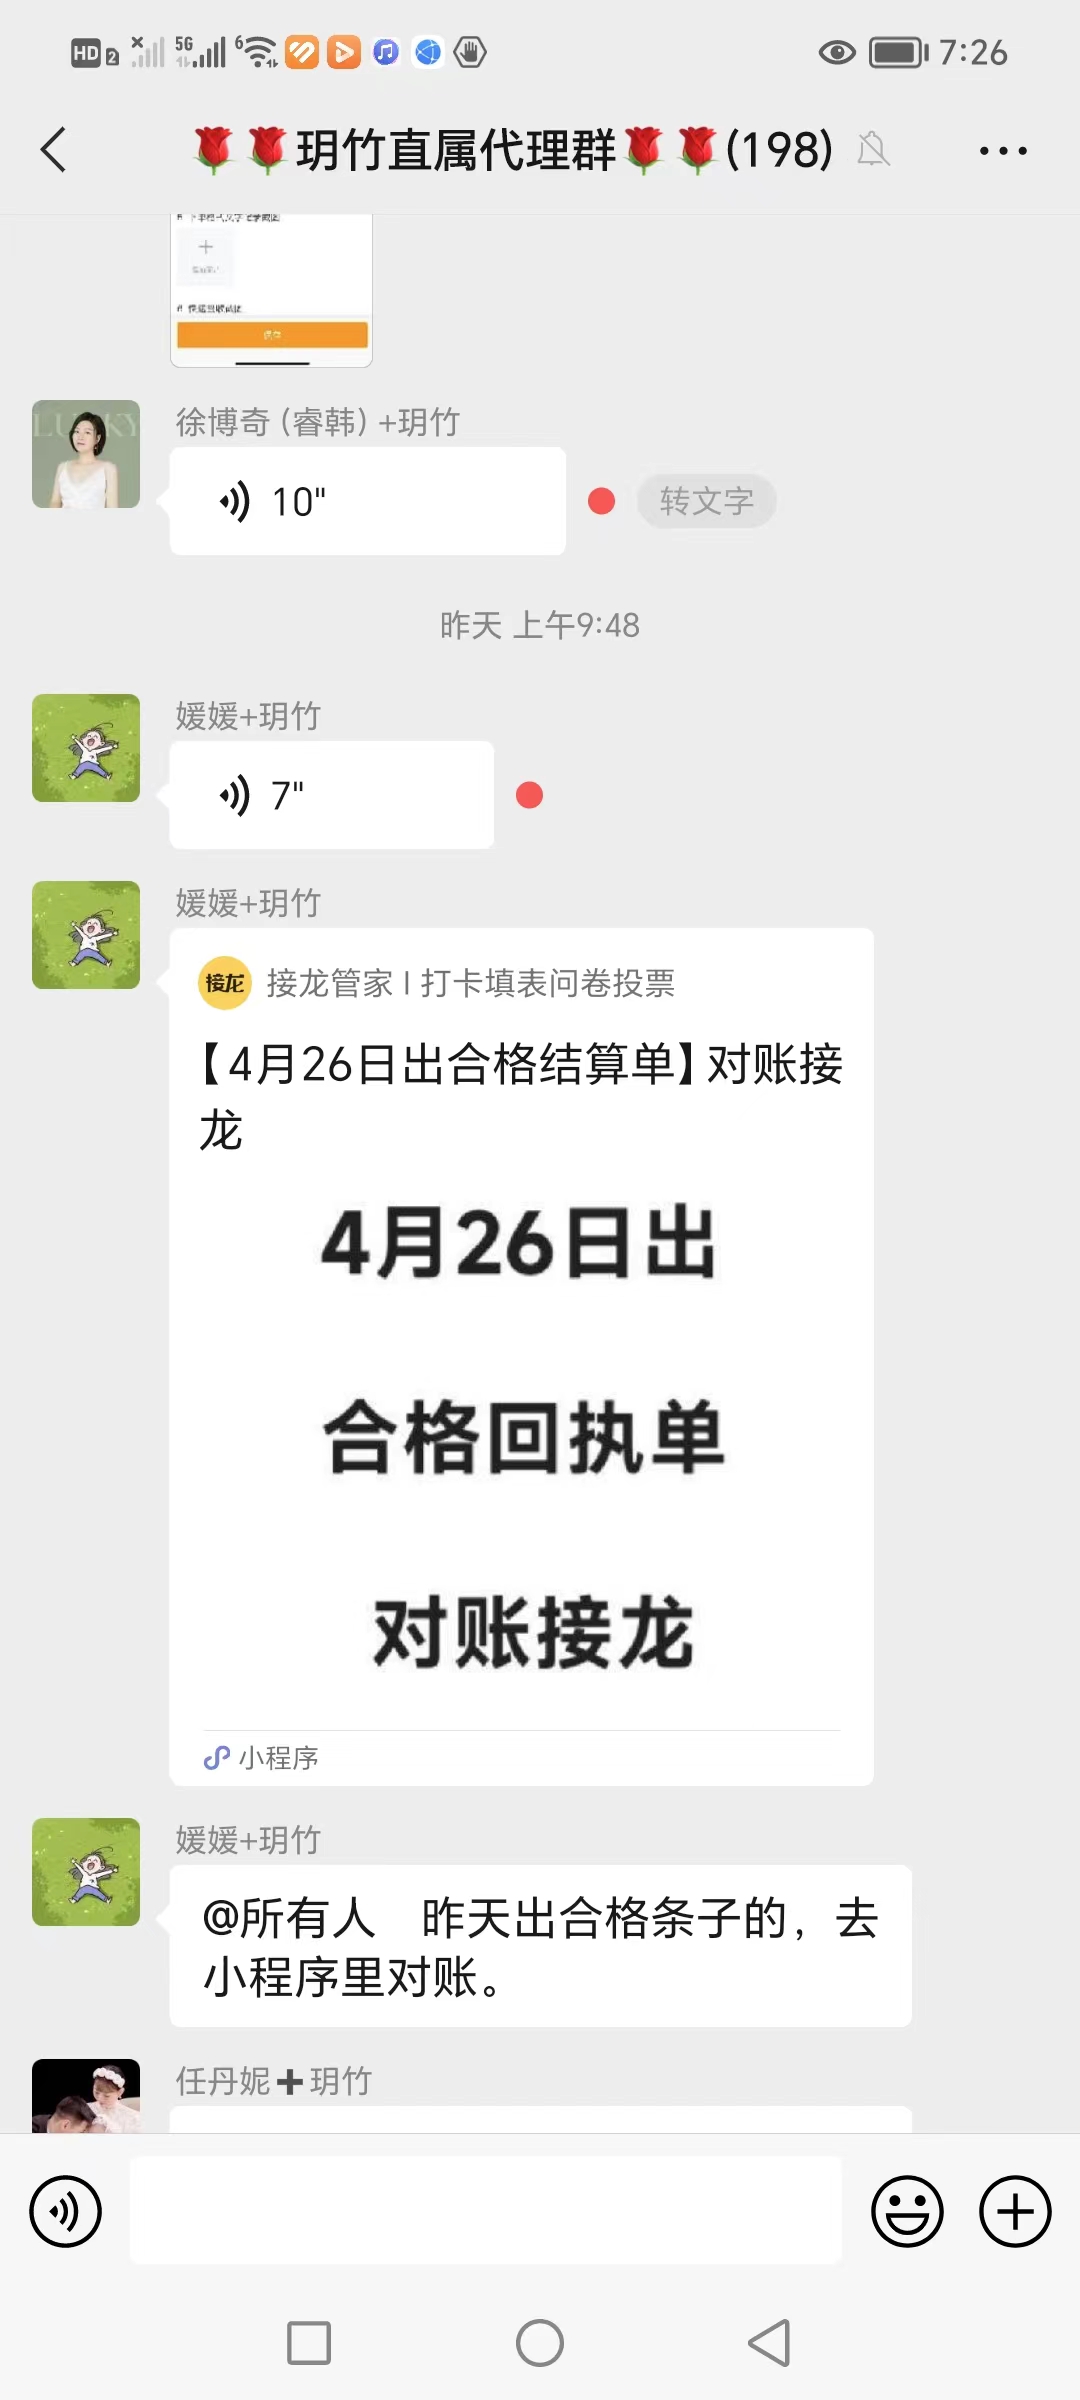 HD 2 5G 6 7:26
🌹🌹玥竹直属代理群🌹🌹(198)
徐博奇（睿韩）+玥竹
LUCKY
10"
转文字
昨天 上午9:48
媛媛+玥竹
7"
媛媛+玥竹
接龙 接龙管家 | 打卡填表问卷投票
【4月26日出合格结算单】对账接
龙
4月26日出
合格回执单
对账接龙
小程序
媛媛+玥竹
@所有人 昨天出合格条子的，去
小程序里对账。
任丹妮➕玥竹